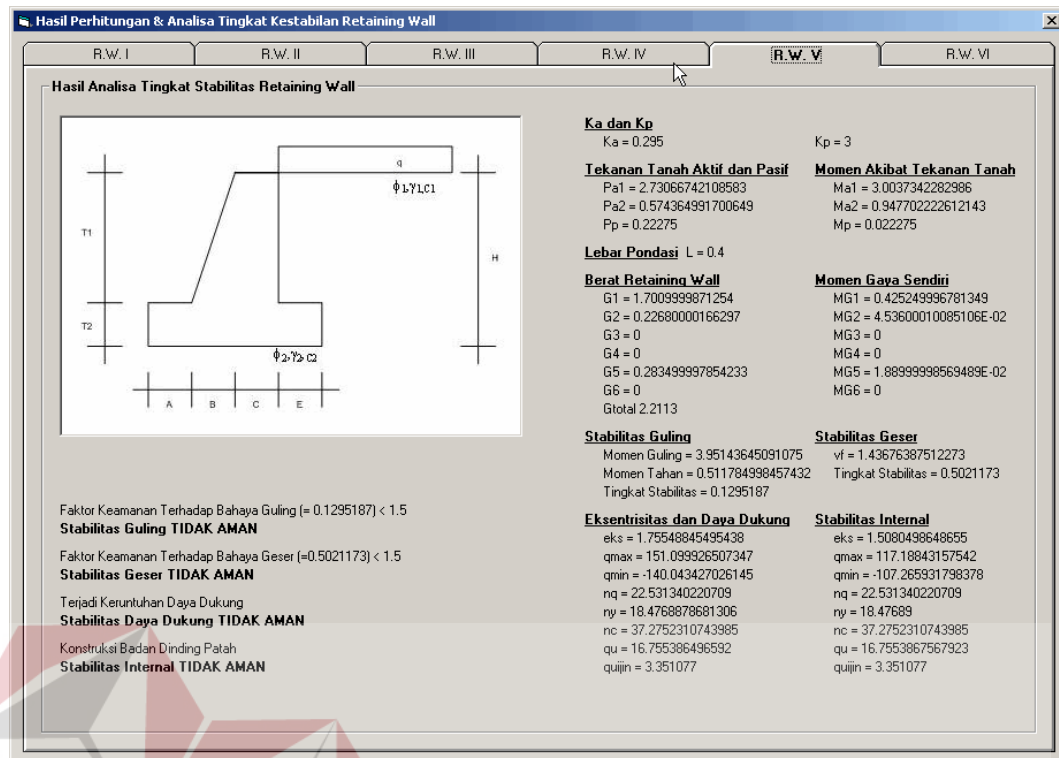 Hasil Perhitungan & Analisa Tingkat Kestabilan Retaining Wall
R.W. I
R.W. II
R.W. III
R.W. IV
R.W. V
R.W. VI
Hasil Analisa Tingkat Stabilitas Retaining Wall
q
ϕ1,γ1,C1
T1
H
T2
ϕ2,γ2,C2
A B C E
Faktor Keamanan Terhadap Bahaya Guling (= 0.1295187) < 1.5
Stabilitas Guling TIDAK AMAN
Faktor Keamanan Terhadap Bahaya Geser (=0.5021173) < 1.5
Stabilitas Geser TIDAK AMAN
Terjadi Keruntuhan Daya Dukung
Stabilitas Daya Dukung TIDAK AMAN
Konstruksi Badan Dinding Patah
Stabilitas Internal TIDAK AMAN
Ka dan Kp
Ka = 0.295
Kp = 3
Tekanan Tanah Aktif dan Pasif
Pa1 = 2.73066742108583
Pa2 = 0.574364991700649
Pp = 0.22275
Momen Akibat Tekanan Tanah
Ma1 = 3.0037342282986
Ma2 = 0.947702222612143
Mp = 0.022275
Lebar Pondasi L = 0.4
Berat Retaining Wall
G1 = 1.7009999871254
G2 = 0.22680000166297
G3 = 0
G4 = 0
G5 = 0.283499997854233
G6 = 0
Gtotal 2.2113
Momen Gaya Sendiri
MG1 = 0.425249996781349
MG2 = 4.53600010085106E-02
MG3 = 0
MG4 = 0
MG5 = 1.88999998569489E-02
MG6 = 0
Stabilitas Guling
Momen Guling = 3.95143645091075
Momen Tahan = 0.511784998457432
Tingkat Stabilitas = 0.1295187
Stabilitas Geser
vf = 1.43676387512273
Tingkat Stabilitas = 0.5021173
Eksentrisitas dan Daya Dukung
eks = 1.75548845495438
qmax = 151.099926507347
qmin = -140.043427026145
nq = 22.531340220709
ny = 18.4768878681306
nc = 37.2752310743985
qu = 16.755386496592
quijin = 3.351077
Stabilitas Internal
eks = 1.5080498648655
qmax = 117.18843157542
qmin = -107.265931798378
nq = 22.531340220709
ny = 18.47689
nc = 37.2752310743985
qu = 16.7553867567923
quijin = 3.351077